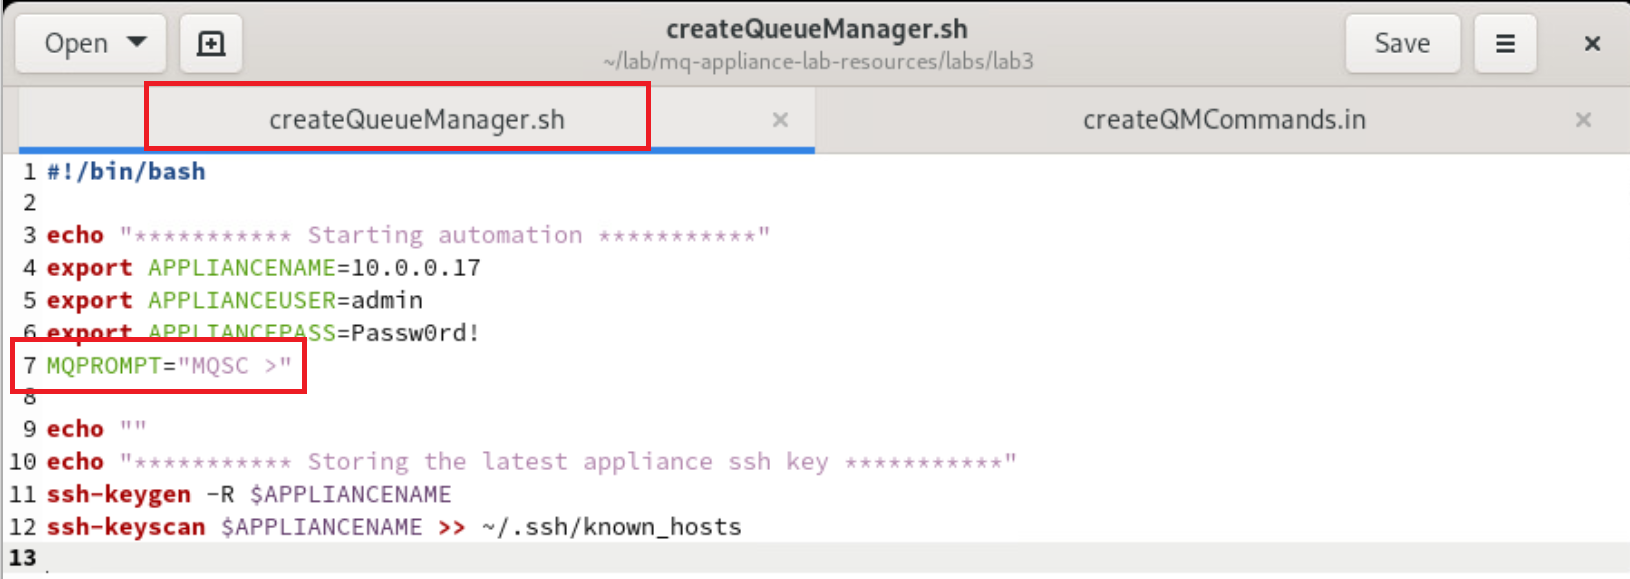 Open
createQueueManager.sh
~/lab/mq-appliance-lab-resources/labs/lab3
Save
createQueueManager.sh
createQMCommands.in
1 #!/bin/bash
2
3 echo "*********** Starting automation ***********"
4 export APPLIANCENAME=10.0.0.17
5 export APPLIANCEUSER=admin
6 export APPLIANCEPASS=Passw0rd!
7 MQPROMPT="MQSC >"
8
9 echo ""
10 echo "*********** Storing the latest appliance ssh key ***********"
11 ssh-keygen -R $APPLIANCENAME
12 ssh-keyscan $APPLIANCENAME >> ~/.ssh/known_hosts
13